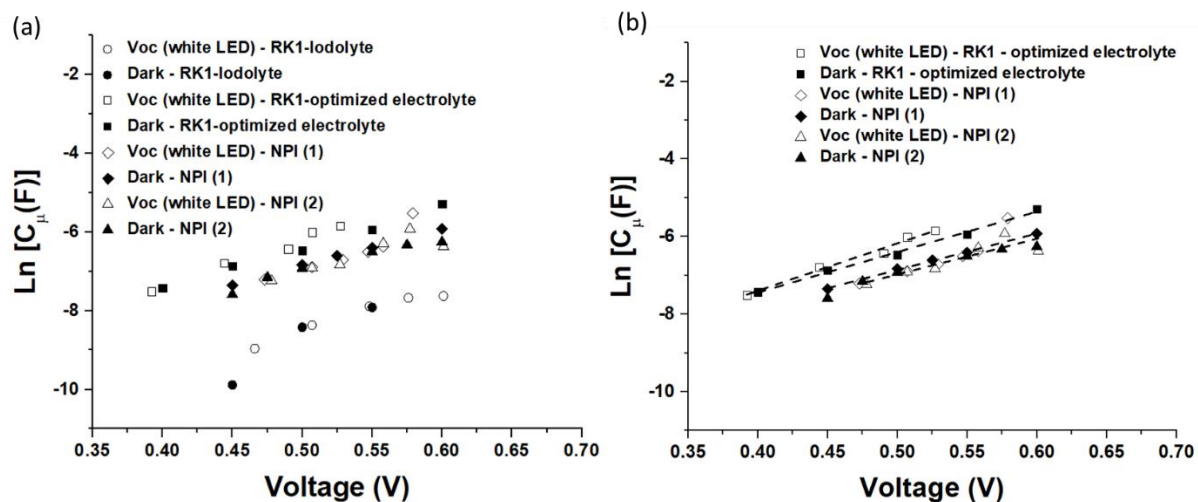 (a)
Voc (white LED) - RK1-Iodolyte
Dark - RK1-Iodolyte
Voc (white LED) - RK1-optimized electrolyte
Dark - RK1-optimized electrolyte
Voc (white LED) - NPI (1)
Dark - NPI (1)
Voc (white LED) - NPI (2)
Dark - NPI (2)
Ln [Cμ(F)]
-2
-4
-6
-8
-10
0.35 0.40 0.45 0.50 0.55 0.60 0.65 0.70
Voltage (V)
(b)
Voc (white LED) - RK1 - optimized electrolyte
Dark - RK1 - optimized electrolyte
Voc (white LED) - NPI (1)
Dark - NPI (1)
Voc (white LED) - NPI (2)
Dark - NPI (2)
Ln [Cμ(F)]
-2
-4
-6
-8
-10
0.35 0.40 0.45 0.50 0.55 0.60 0.65 0.70
Voltage (V)